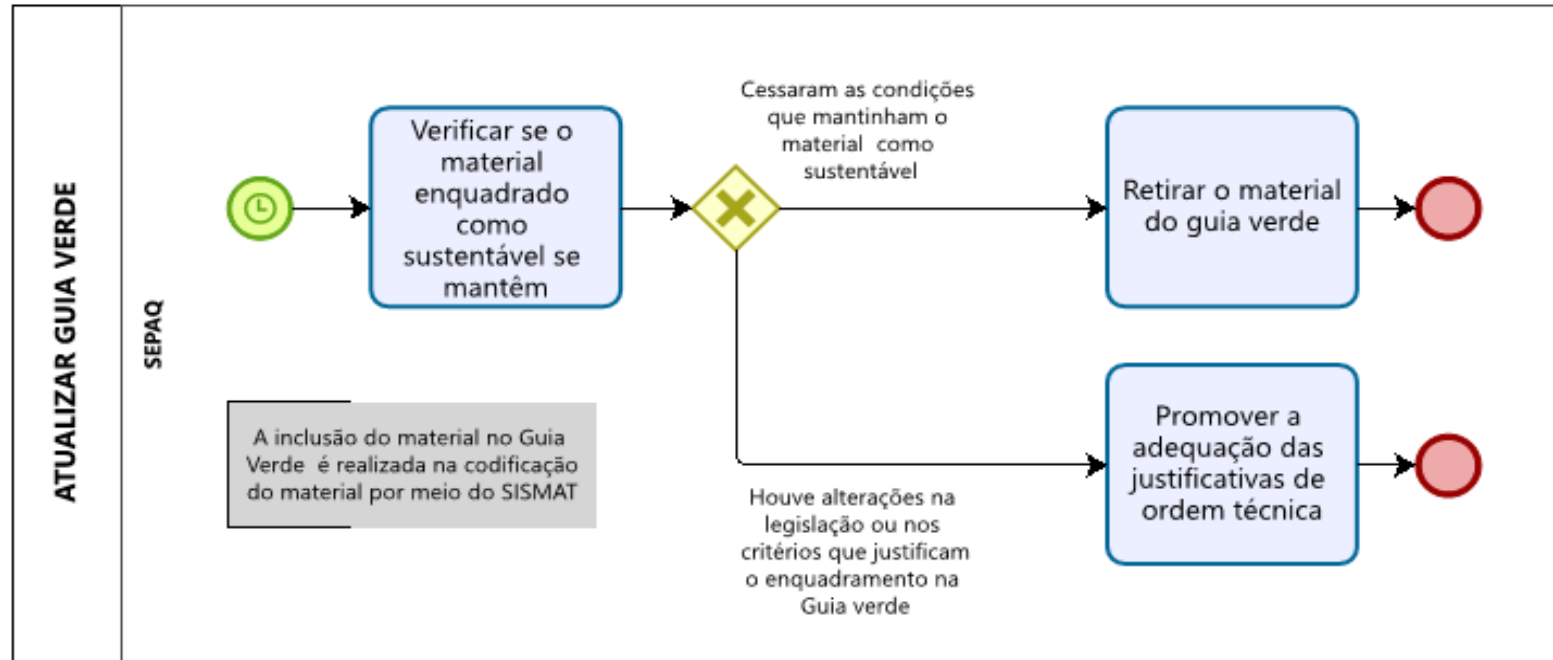 ATUALIZAR GUIA VERDE
SEPAQ
Verificar se o
material
enquadrado
como
sustentável se
mantêm
Cessaram as condições
que mantinham o
material como
sustentável
Retirar o material
do guia verde
A inclusão do material no Guia
Verde é realizada na codificação
do material por meio do SISMAT
Houve alterações na
legislação ou nos
critérios que justificam
o enquadramento na
Guia verde
Promover a
adequação das
justificativas de
ordem técnica